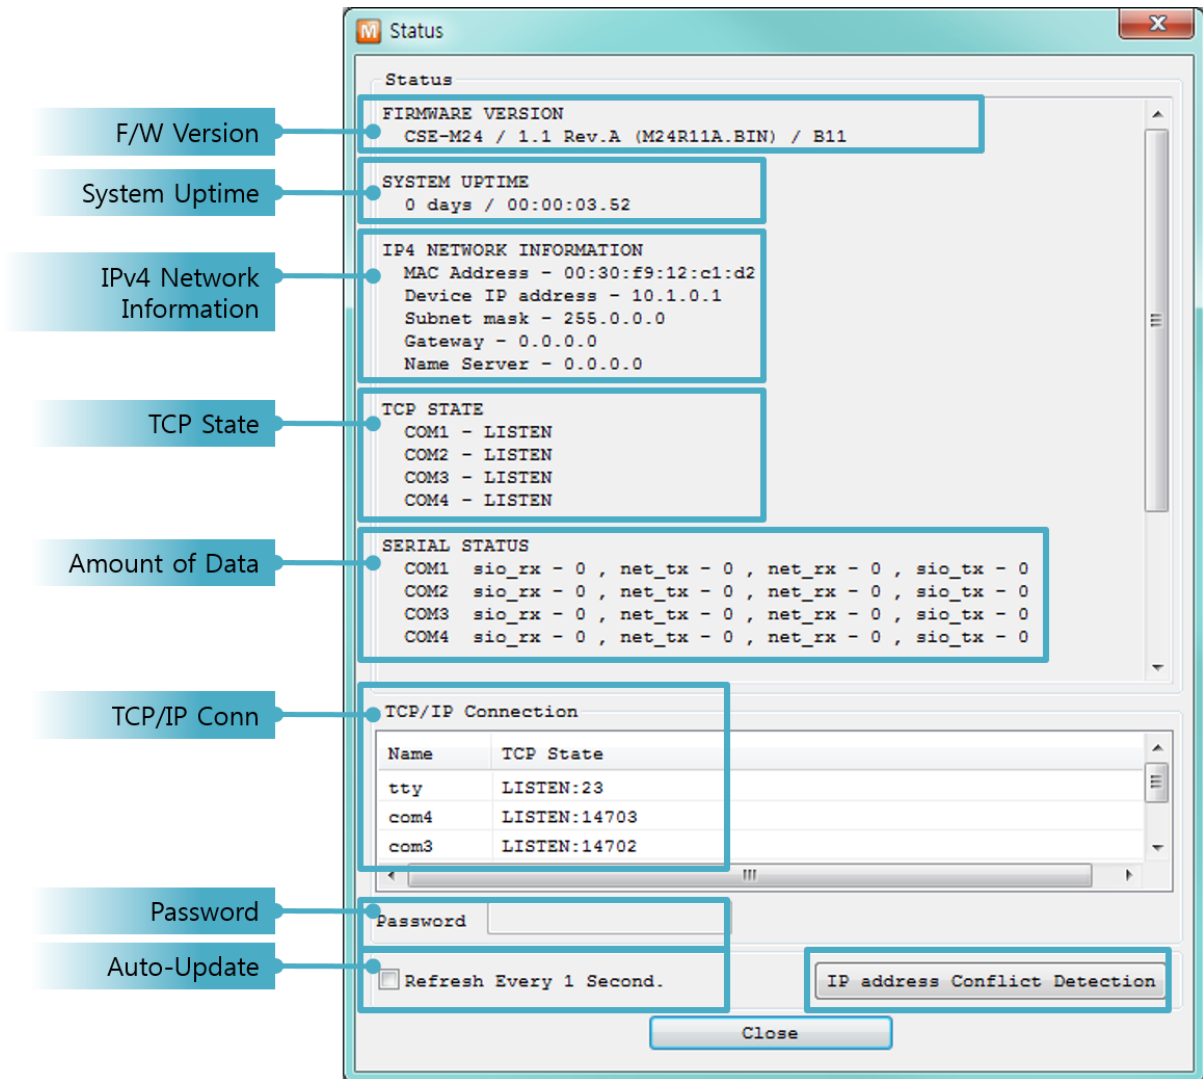 M Status
Status
F/W Version
FIRMWARE VERSION
CSE-M24 / 1.1 Rev.A (M24R11A.BIN) / B11
System Uptime
SYSTEM UPTIME
0 days / 00:00:03.52
IPv4 Network
Information
IP4 NETWORK INFORMATION
MAC Address - 00:30:f9:12:c1:d2
Device IP address - 10.1.0.1
Subnet mask - 255.0.0.0
Gateway - 0.0.0.0
Name Server - 0.0.0.0
TCP State
TCP STATE
COM1 - LISTEN
COM2 - LISTEN
COM3 - LISTEN
COM4 - LISTEN
Amount of Data
SERIAL STATUS
COM1 sio_rx - 0 , net_tx - 0 , net_rx - 0 , sio_tx - 0
COM2 sio_rx - 0 , net_tx - 0 , net_rx - 0 , sio_tx - 0
COM3 sio_rx - 0 , net_tx - 0 , net_rx - 0 , sio_tx - 0
COM4 sio_rx - 0 , net_tx - 0 , net_rx - 0 , sio_tx - 0
TCP/IP Conn
TCP/IP Connection
Name TCP State
tty LISTEN:23
com4 LISTEN:14703
com3 LISTEN:14702
Password
Password
Auto-Update
Refresh Every 1 Second.
IP address Conflict Detection
Close